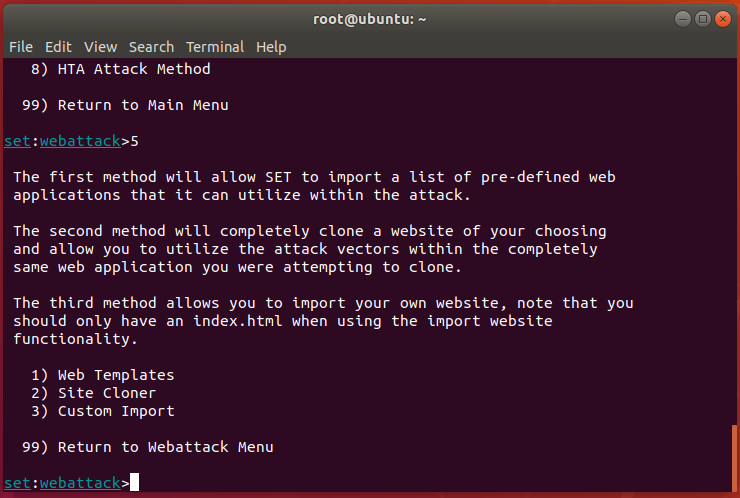 root@ubuntu: ~
File Edit View Search Terminal Help
8) HTA Attack Method
99) Return to Main Menu
set:webattack>5
The first method will allow SET to import a list of pre-defined web
applications that it can utilize within the attack.
The second method will completely clone a website of your choosing
and allow you to utilize the attack vectors within the completely
same web application you were attempting to clone.
The third method allows you to import your own website, note that you
should only have an index.html when using the import website
functionality.
1) Web Templates
2) Site Cloner
3) Custom Import
99) Return to Webattack Menu
set:webattack>